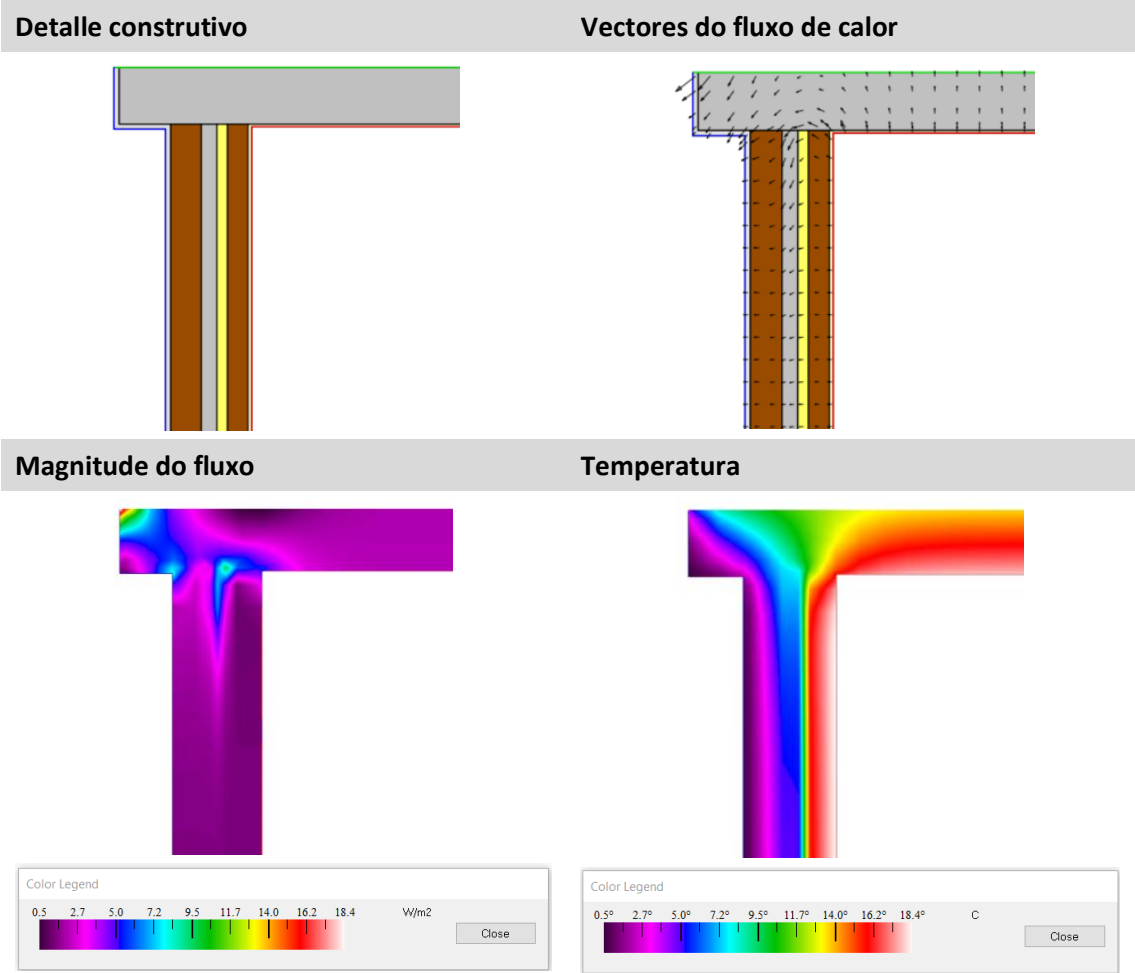 Detalle construtivo
Vectores do fluxo de calor
Magnitude do fluxo
Temperatura
Color Legend
0.5 2.7 5.0 7.2 9.5 11.7 14.0 16.2 18.4 W/m2
Close
Color Legend
0.5° 2.7° 5.0° 7.2° 9.5° 11.7° 14.0° 16.2° 18.4° C
Close